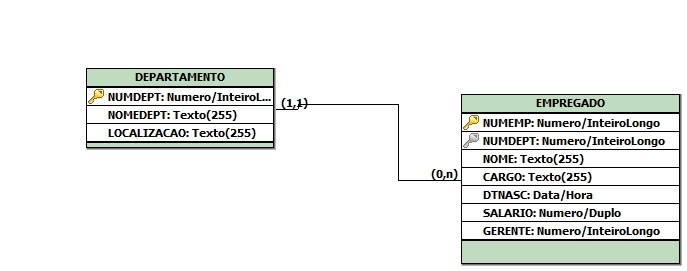 DEPARTAMENTO
NUMDEPT: Numero/InteiroL...
NOMEDEPT: Texto(255)
LOCALIZACAO: Texto(255)
(1,1)
(0,n)
EMPREGADO
NUMEMP: Numero/InteiroLongo
NUMDEPT: Numero/InteiroLongo
NOME: Texto(255)
CARGO: Texto(255)
DTNASC: Data/Hora
SALARIO: Numero/Duplo
GERENTE: Numero/InteiroLongo